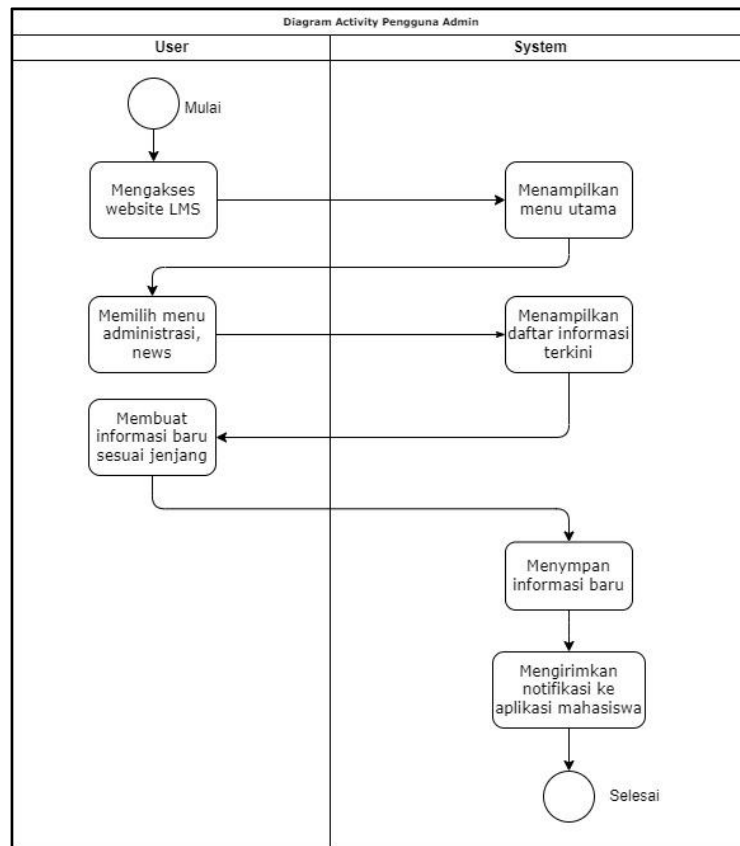 Diagram Activity Pengguna Admin
User
System
Mulai
Mengakses
website LMS
Menampilkan
menu utama
Memilih menu
administrasi,
news
Menampilkan
daftar informasi
terkini
Membuat
informasi baru
sesuai jenjang
Menympan
informasi baru
Mengirimkan
notifikasi ke
aplikasi mahasiswa
Selesai